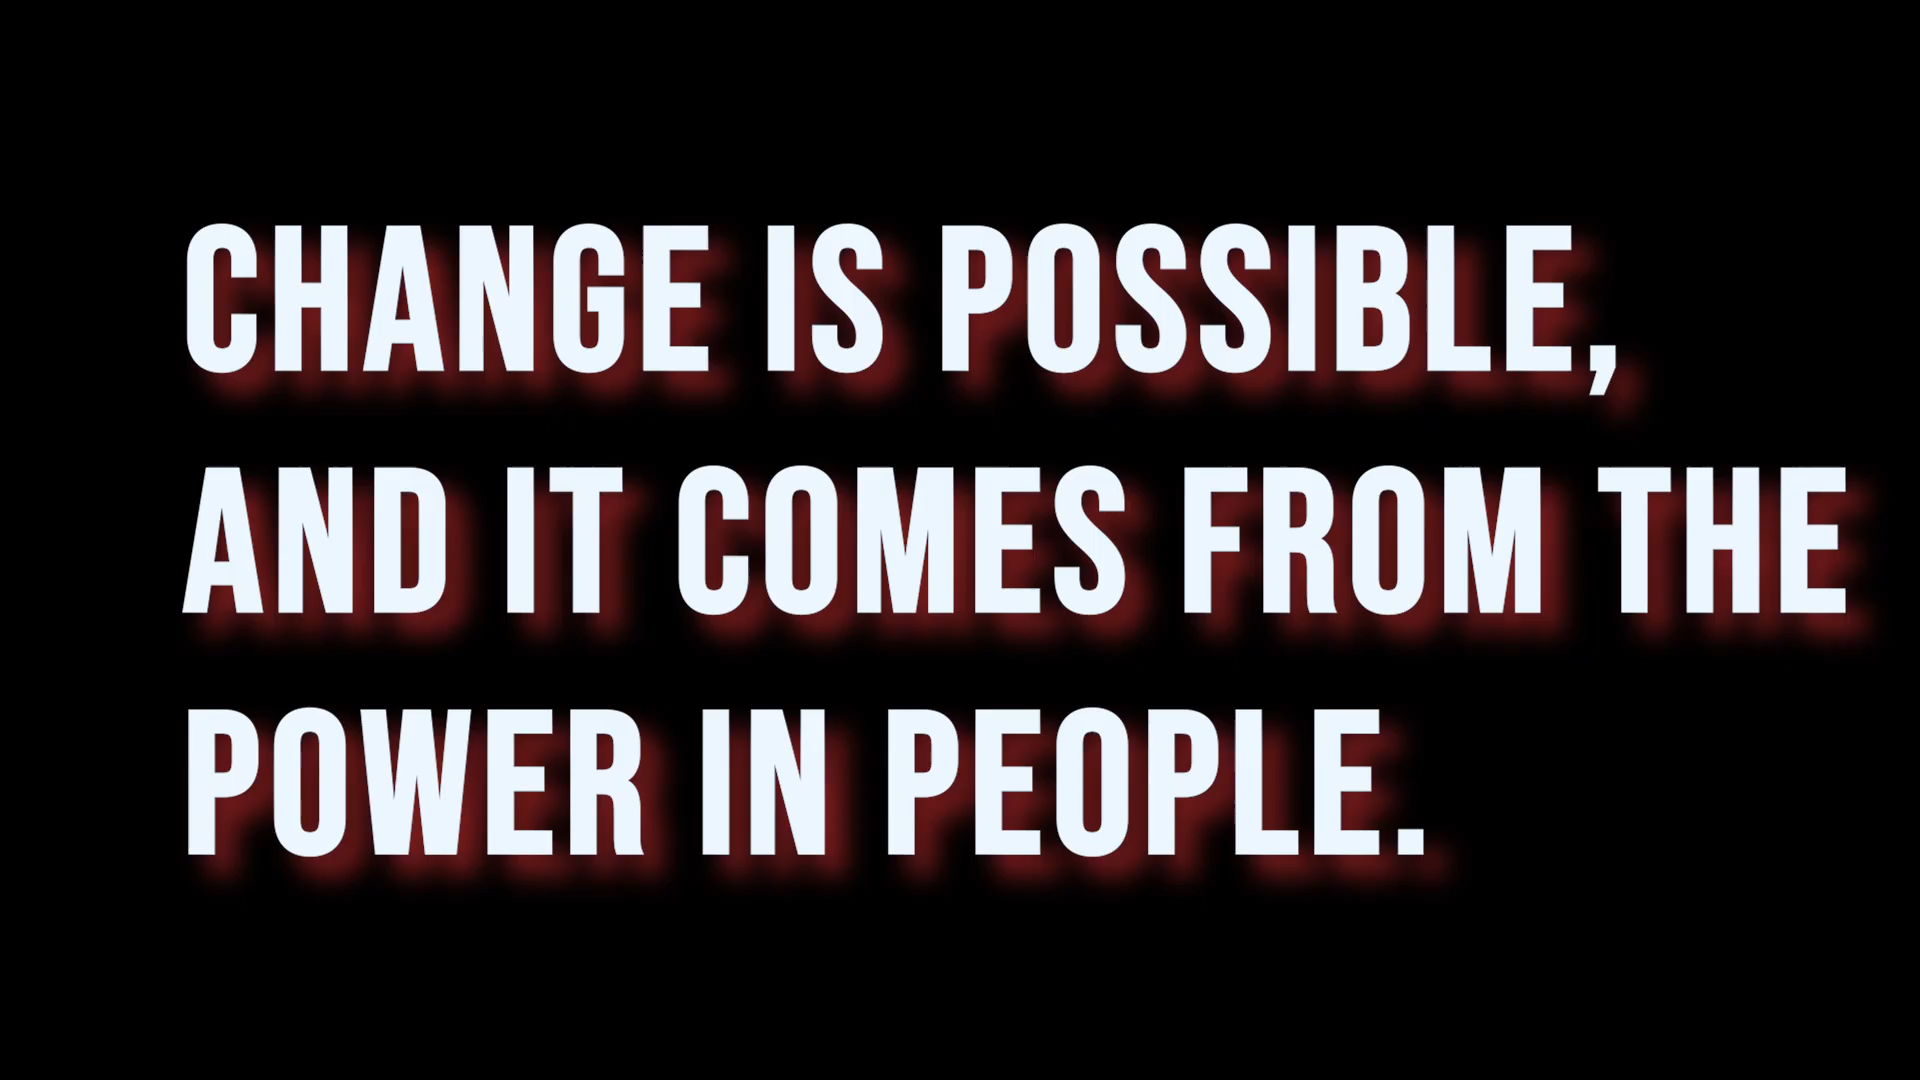 CHANGE IS POSSIBLE,
AND IT COMES FROM THE
POWER IN PEOPLE.